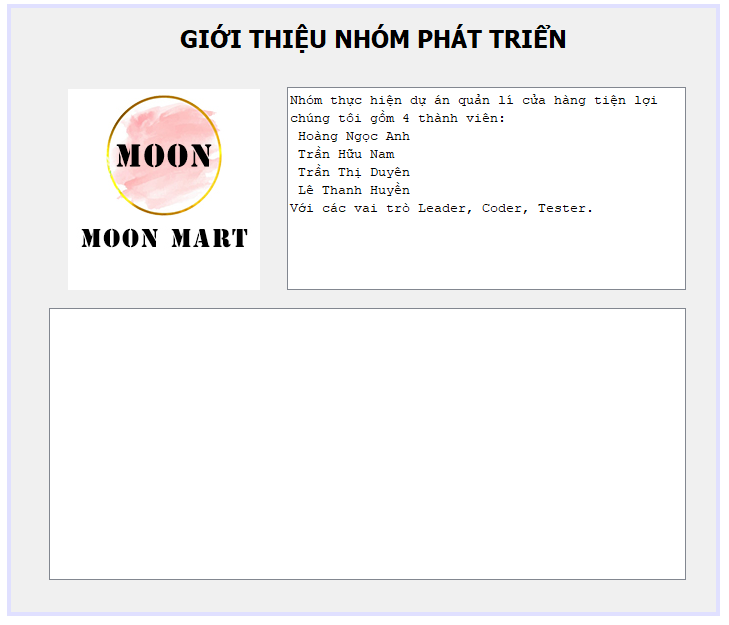 GIỚI THIỆU NHÓM PHÁT TRIỂN
MOON
MOON MART
Nhóm thực hiện dự án quản lí cửa hàng tiện lợi
chúng tôi gồm 4 thành viên:
Hoàng Ngọc Anh
Trần Hữu Nam
Trần Thị Duyên
Lê Thanh Huyền
Với các vai trò Leader, Coder, Tester.